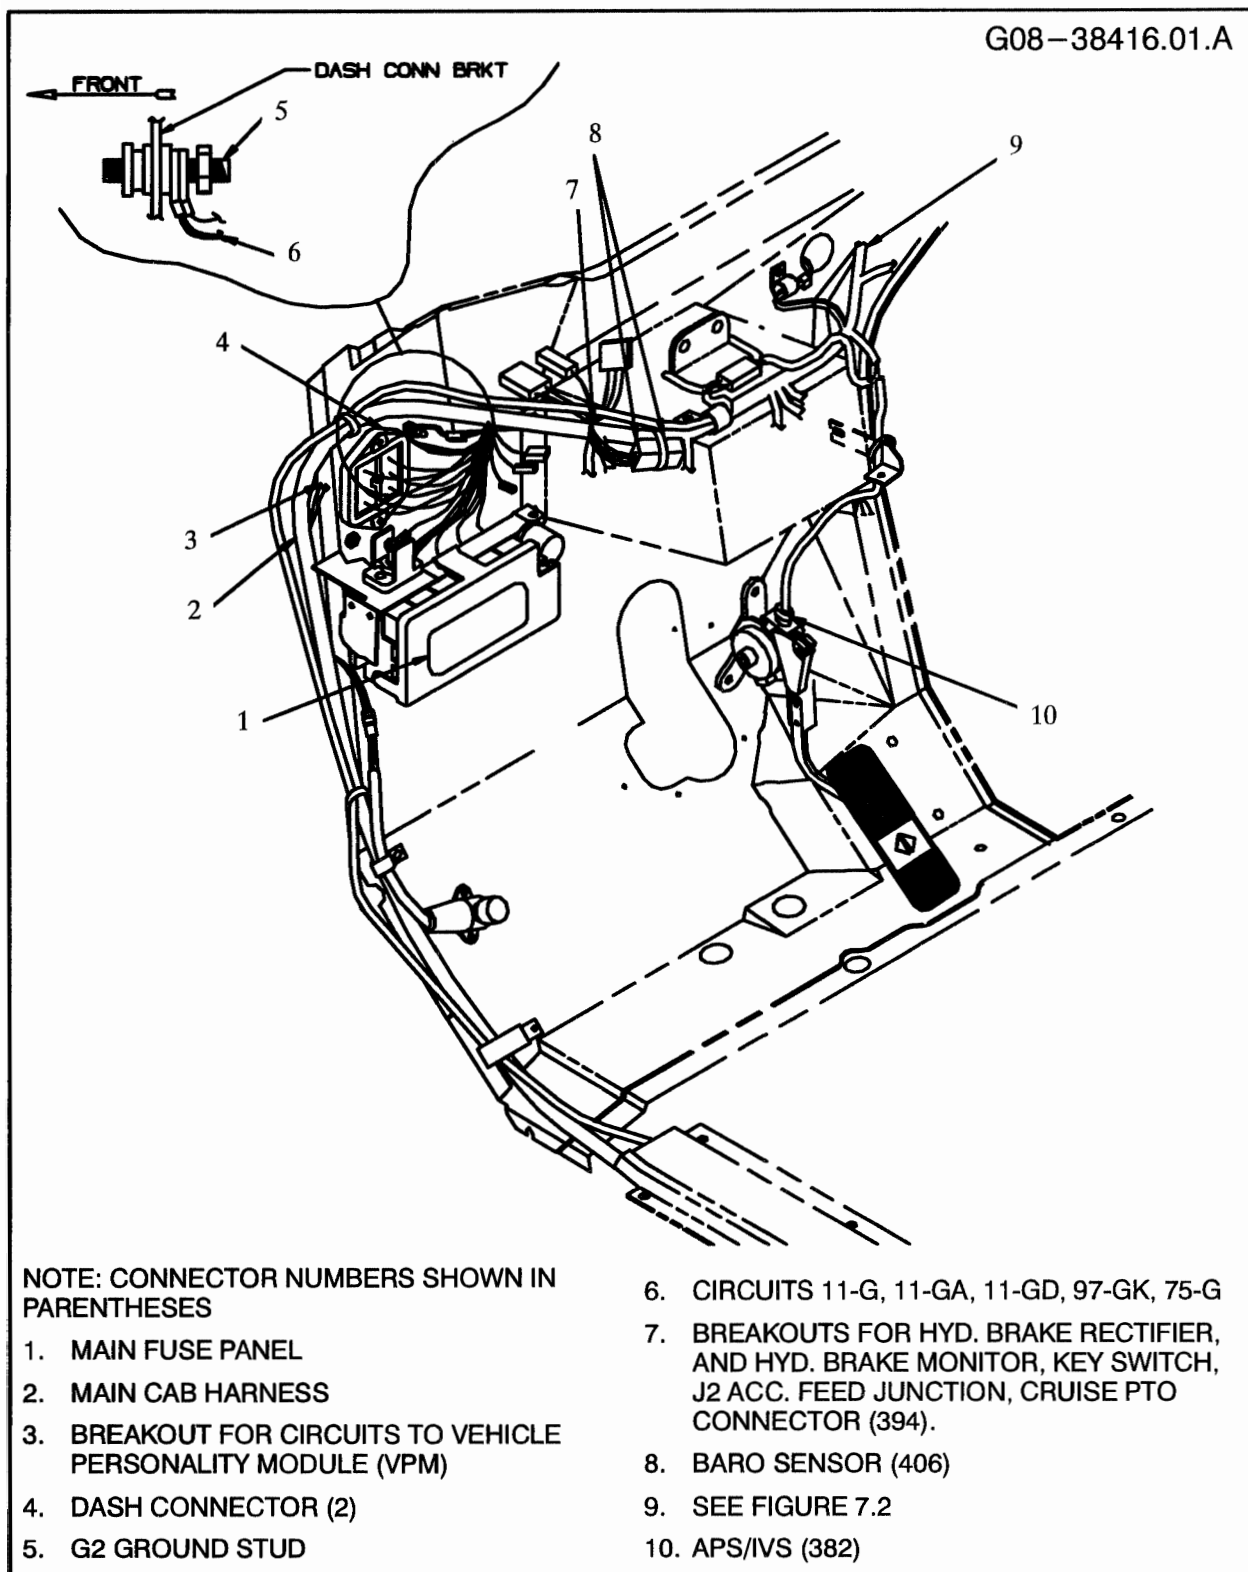 G08-38416.01.A
DASH CONN BRKT
FRONT
5
8
9
7
6
4
3
2
1
10
NOTE: CONNECTOR NUMBERS SHOWN IN
PARENTHESES
1. MAIN FUSE PANEL
2. MAIN CAB HARNESS
3. BREAKOUT FOR CIRCUITS TO VEHICLE
PERSONALITY MODULE (VPM)
4. DASH CONNECTOR (2)
5. G2 GROUND STUD
6. CIRCUITS 11-G, 11-GA, 11-GD, 97-GK, 75-G
7. BREAKOUTS FOR HYD. BRAKE RECTIFIER,
AND HYD. BRAKE MONITOR, KEY SWITCH,
J2 ACC. FEED JUNCTION, CRUISE PTO
CONNECTOR (394).
8. BARO SENSOR (406)
9. SEE FIGURE 7.2
10. APS/IVS (382)